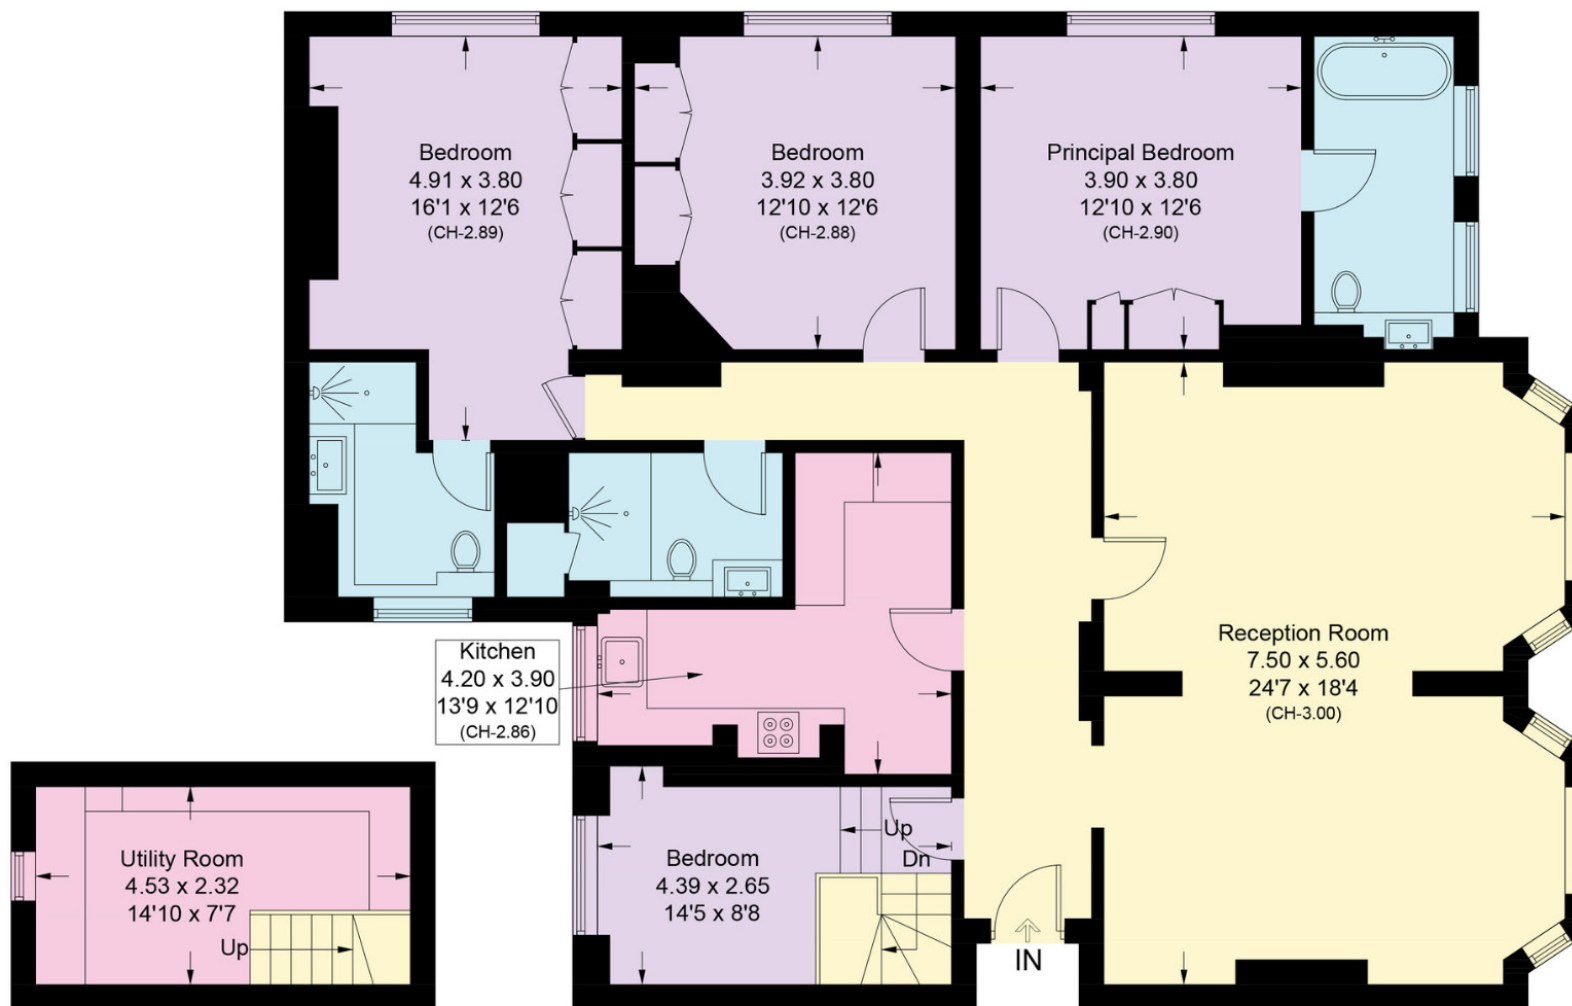 Bedroom
4.91 x 3.80
16'1 x 12'6
(CH-2.89)
Bedroom
3.92 x 3.80
12'10 x 12'6
(CH-2.88)
Principal Bedroom
3.90 x 3.80
12'10 x 12'6
(CH-2.90)
Kitchen
4.20 x 3.90
13'9 x 12'10
(CH-2.86)
Reception Room
7.50 x 5.60
24'7 x 18'4
(CH-3.00)
Utility Room
4.53 x 2.32
14'10 x 7'7
Up
Bedroom
4.39 x 2.65
14'5 x 8'8
Up
Dn
IN